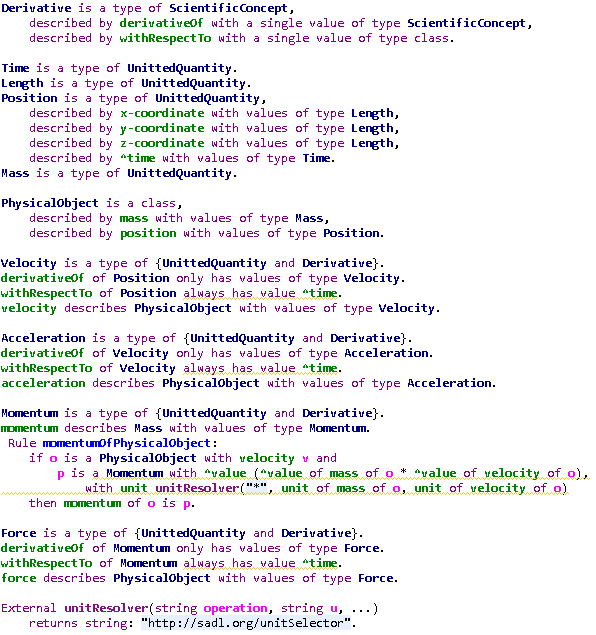 Derivative is a type of ScientificConcept,
described by derivativeOf with a single value of type ScientificConcept,
described by withRespectTo with a single value of type class.
Time is a type of UnittedQuantity.
Length is a type of UnittedQuantity.
Position is a type of UnittedQuantity,
described by x-coordinate with values of type Length,
described by y-coordinate with values of type Length,
described by z-coordinate with values of type Length,
described by ^time with values of type Time.
Mass is a type of UnittedQuantity.
PhysicalObject is a class,
described by mass with values of type Mass,
described by position with values of type Position.
Velocity is a type of {UnittedQuantity and Derivative}.
derivativeOf of Position only has values of type Velocity.
withRespectTo of Position always has value ^time.
velocity describes PhysicalObject with values of type Velocity.
Acceleration is a type of {UnittedQuantity and Derivative}.
derivativeOf of Velocity only has values of type Acceleration.
withRespectTo of Velocity always has value ^time.
acceleration describes PhysicalObject with values of type Acceleration.
Momentum is a type of {UnittedQuantity and Derivative}.
momentum describes Mass with values of type Momentum.
Rule momentumOfPhysicalObject:
if o is a PhysicalObject with velocity v and
p is a Momentum with ^value (^value of mass of o * ^value of velocity of o),
with unit unitResolver("*", unit of mass of o, unit of velocity of o)
then momentum of o is p.
Force is a type of {UnittedQuantity and Derivative}.
derivativeOf of Momentum only has values of type Force.
withRespectTo of Momentum always has value ^time.
force describes PhysicalObject with values of type Force.
External unitResolver(string operation, string u, ...)
returns string: "http://sadl.org/unitSelector".